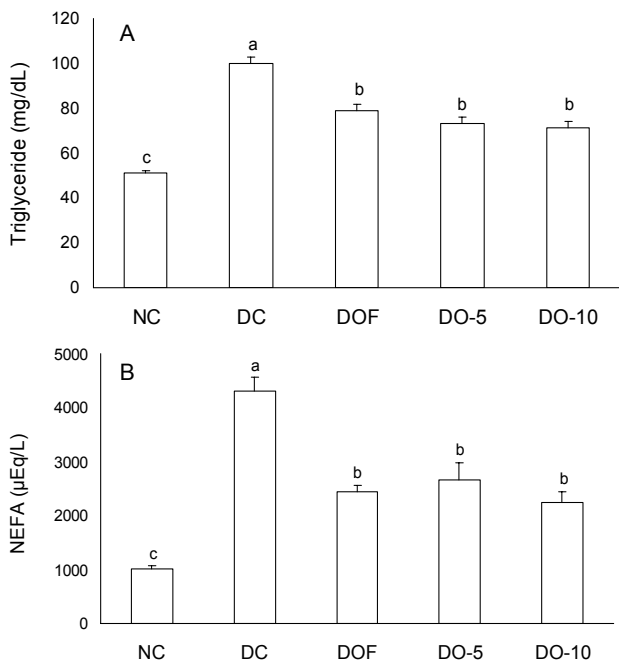 A
Triglyceride (mg/dL)
120
100
80
60
40
20
0
c
a
b
b
b
NC DC DOF DO-5 DO-10
B
NEFA (µEq/L)
5000
4000
3000
2000
1000
0
c
a
b
b
b
NC DC DOF DO-5 DO-10